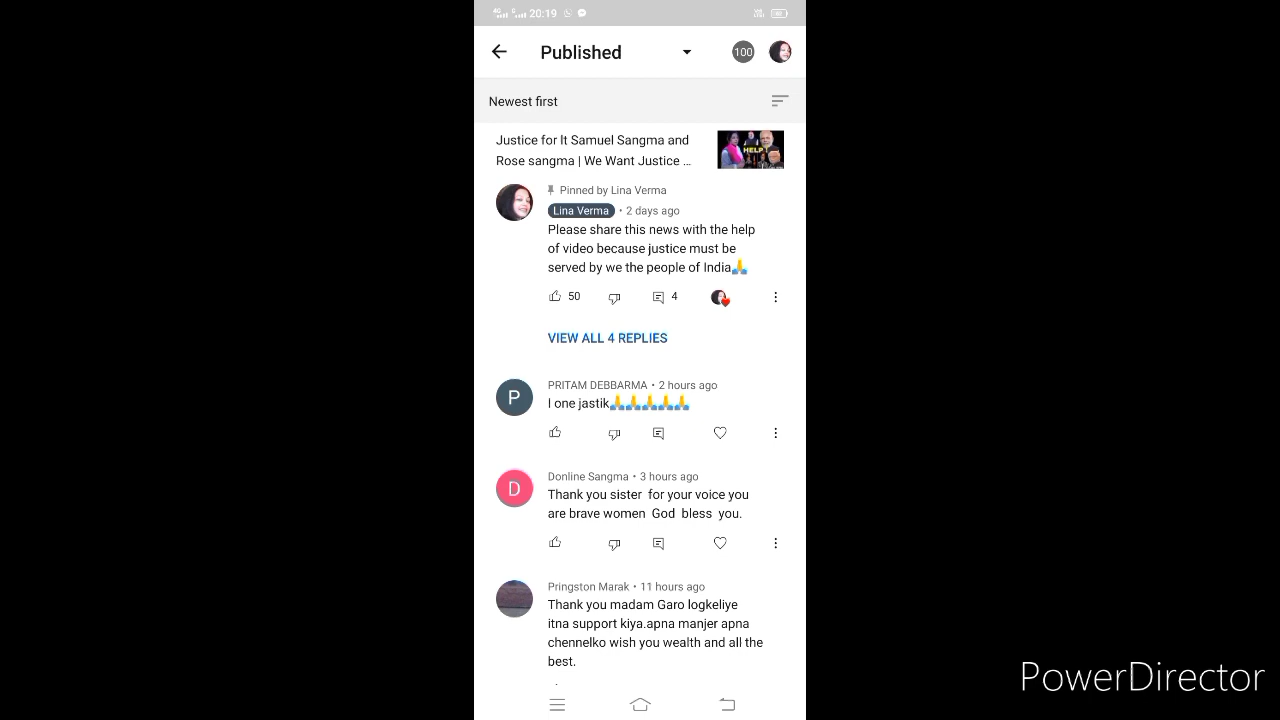 4G 20:19
Published
100
Newest first
Justice for lt Samuel Sangma and
Rose sangma | We Want Justice ...
HELP
Pinned by Lina Verma
Lina Verma • 2 days ago
Please share this news with the help
of video because justice must be
served by we the people of India🙏
50 4
VIEW ALL 4 REPLIES
P
PRITAM DEBBARMA • 2 hours ago
I one jastik🙏🙏🙏🙏🙏
D
Donline Sangma • 3 hours ago
Thank you sister for your voice you
are brave women God bless you.
Pringston Marak • 11 hours ago
Thank you madam Garo logkeliye
itna support kiya.apna manjer apna
chennelko wish you wealth and all the
best.
PowerDirector